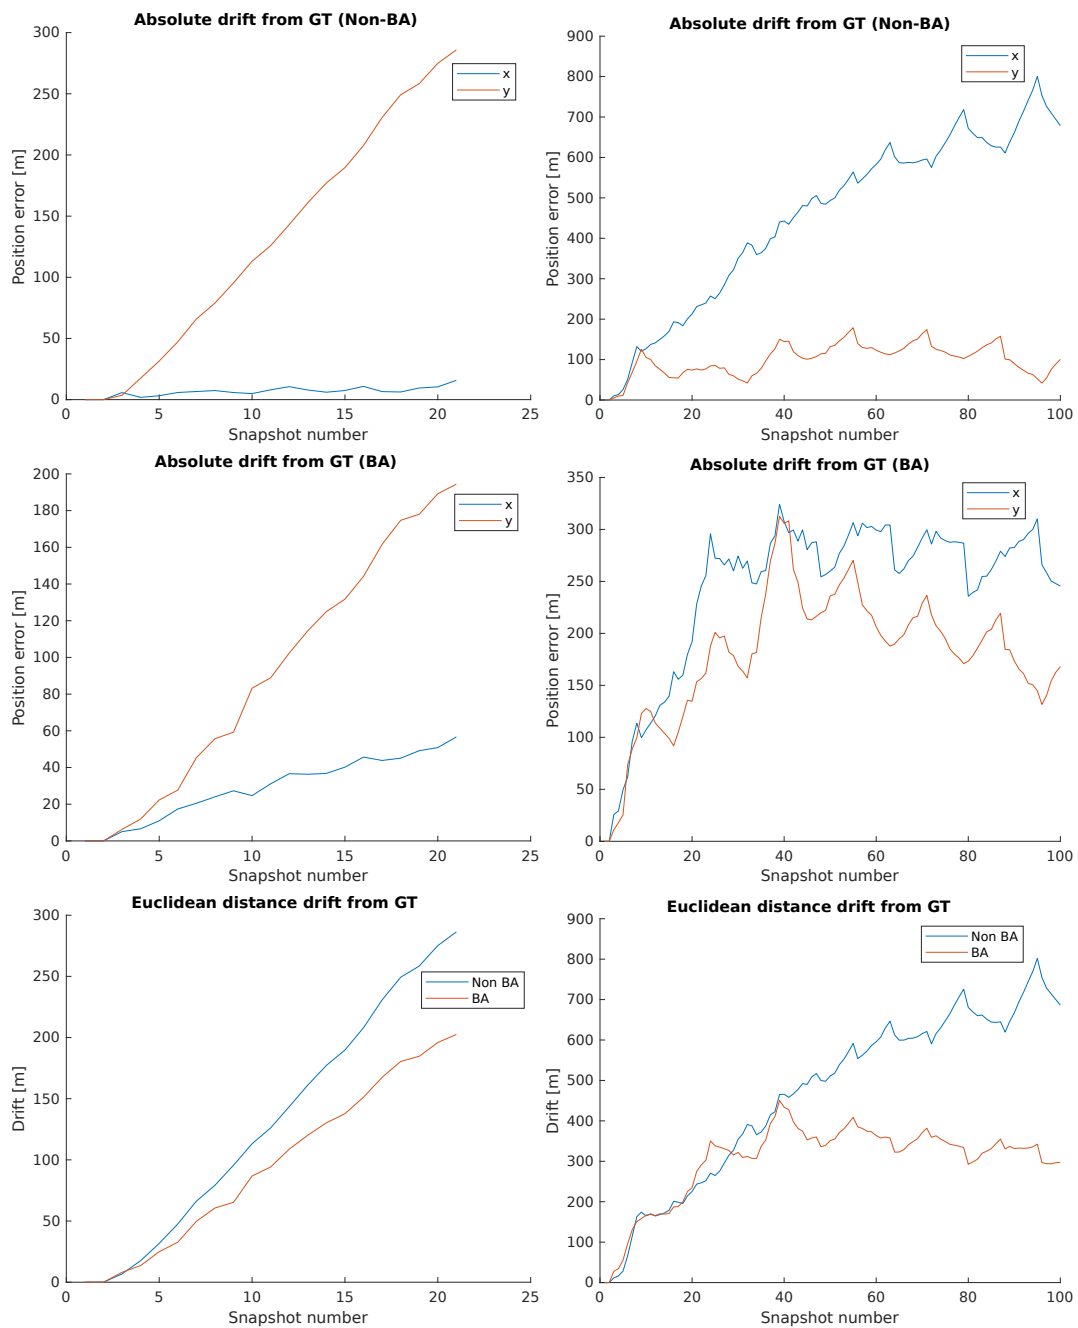 Absolute drift from GT (Non-BA)
300
250
200
150
100
50
0
0 5 10 15 20 25
Position error [m]
Snapshot number
x
y
Absolute drift from GT (Non-BA)
900
800
700
600
500
400
300
200
100
0
0 20 40 60 80 100
Position error [m]
Snapshot number
x
y
Absolute drift from GT (BA)
200
180
160
140
120
100
80
60
40
20
0
0 5 10 15 20 25
Position error [m]
Snapshot number
x
y
Absolute drift from GT (BA)
350
300
250
200
150
100
50
0
0 20 40 60 80 100
Position error [m]
Snapshot number
x
y
Euclidean distance drift from GT
300
250
200
150
100
50
0
0 5 10 15 20 25
Drift [m]
Snapshot number
Non BA
BA
Euclidean distance drift from GT
900
800
700
600
500
400
300
200
100
0
0 20 40 60 80 100
Drift [m]
Snapshot number
Non BA
BA